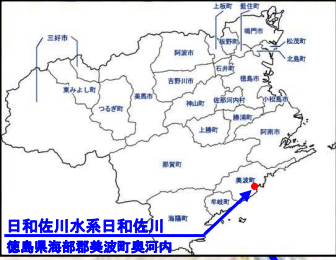 上板町 藍住町
三好市
鳴門市
板野町
松茂町
阿波市
北島町
石井町
東みよし町
吉野川市
徳島市
美馬市
つるぎ町
神山町
佐那河内村
小松島市
勝浦町
上勝町
阿南市
那賀町
美波町
牟岐町
海陽町
日和佐川水系日和佐川
徳島県海部郡美波町奥河内